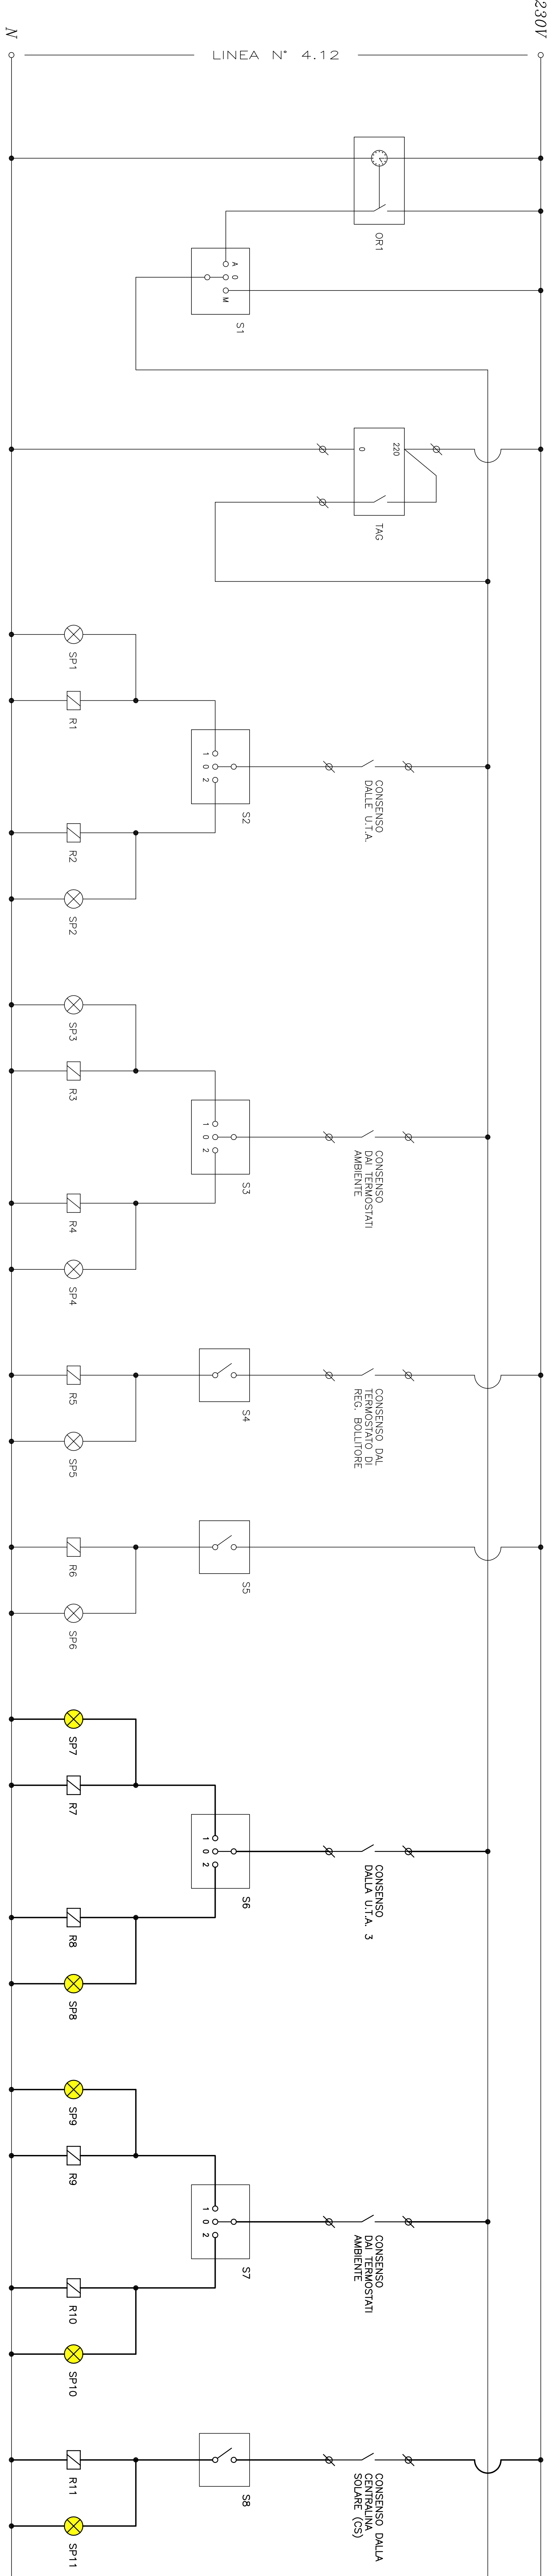 230V
LINEA N° 4.12
N
OR1
A
0
M
S1
220
0
TAG
SP1
R1
1
0
2
S2
CONSENSO
DALLE U.T.A.
R2
SP2
SP3
R3
1
0
2
S3
CONSENSO
DAI TERMOSTATI
AMBIENTE
R4
SP4
CONSENSO DAL
TERMOSTATO DI
REG. BOLLITORE
S4
R5
SP5
S5
R6
SP6
SP7
R7
1
0
2
S6
CONSENSO
DALLA U.T.A. 3
R8
SP8
SP9
R9
1
0
2
S7
CONSENSO
DAI TERMOSTATI
AMBIENTE
R10
SP10
CONSENSO DALLA
CENTRALINA
SOLARE (CS)
S8
R11
SP11